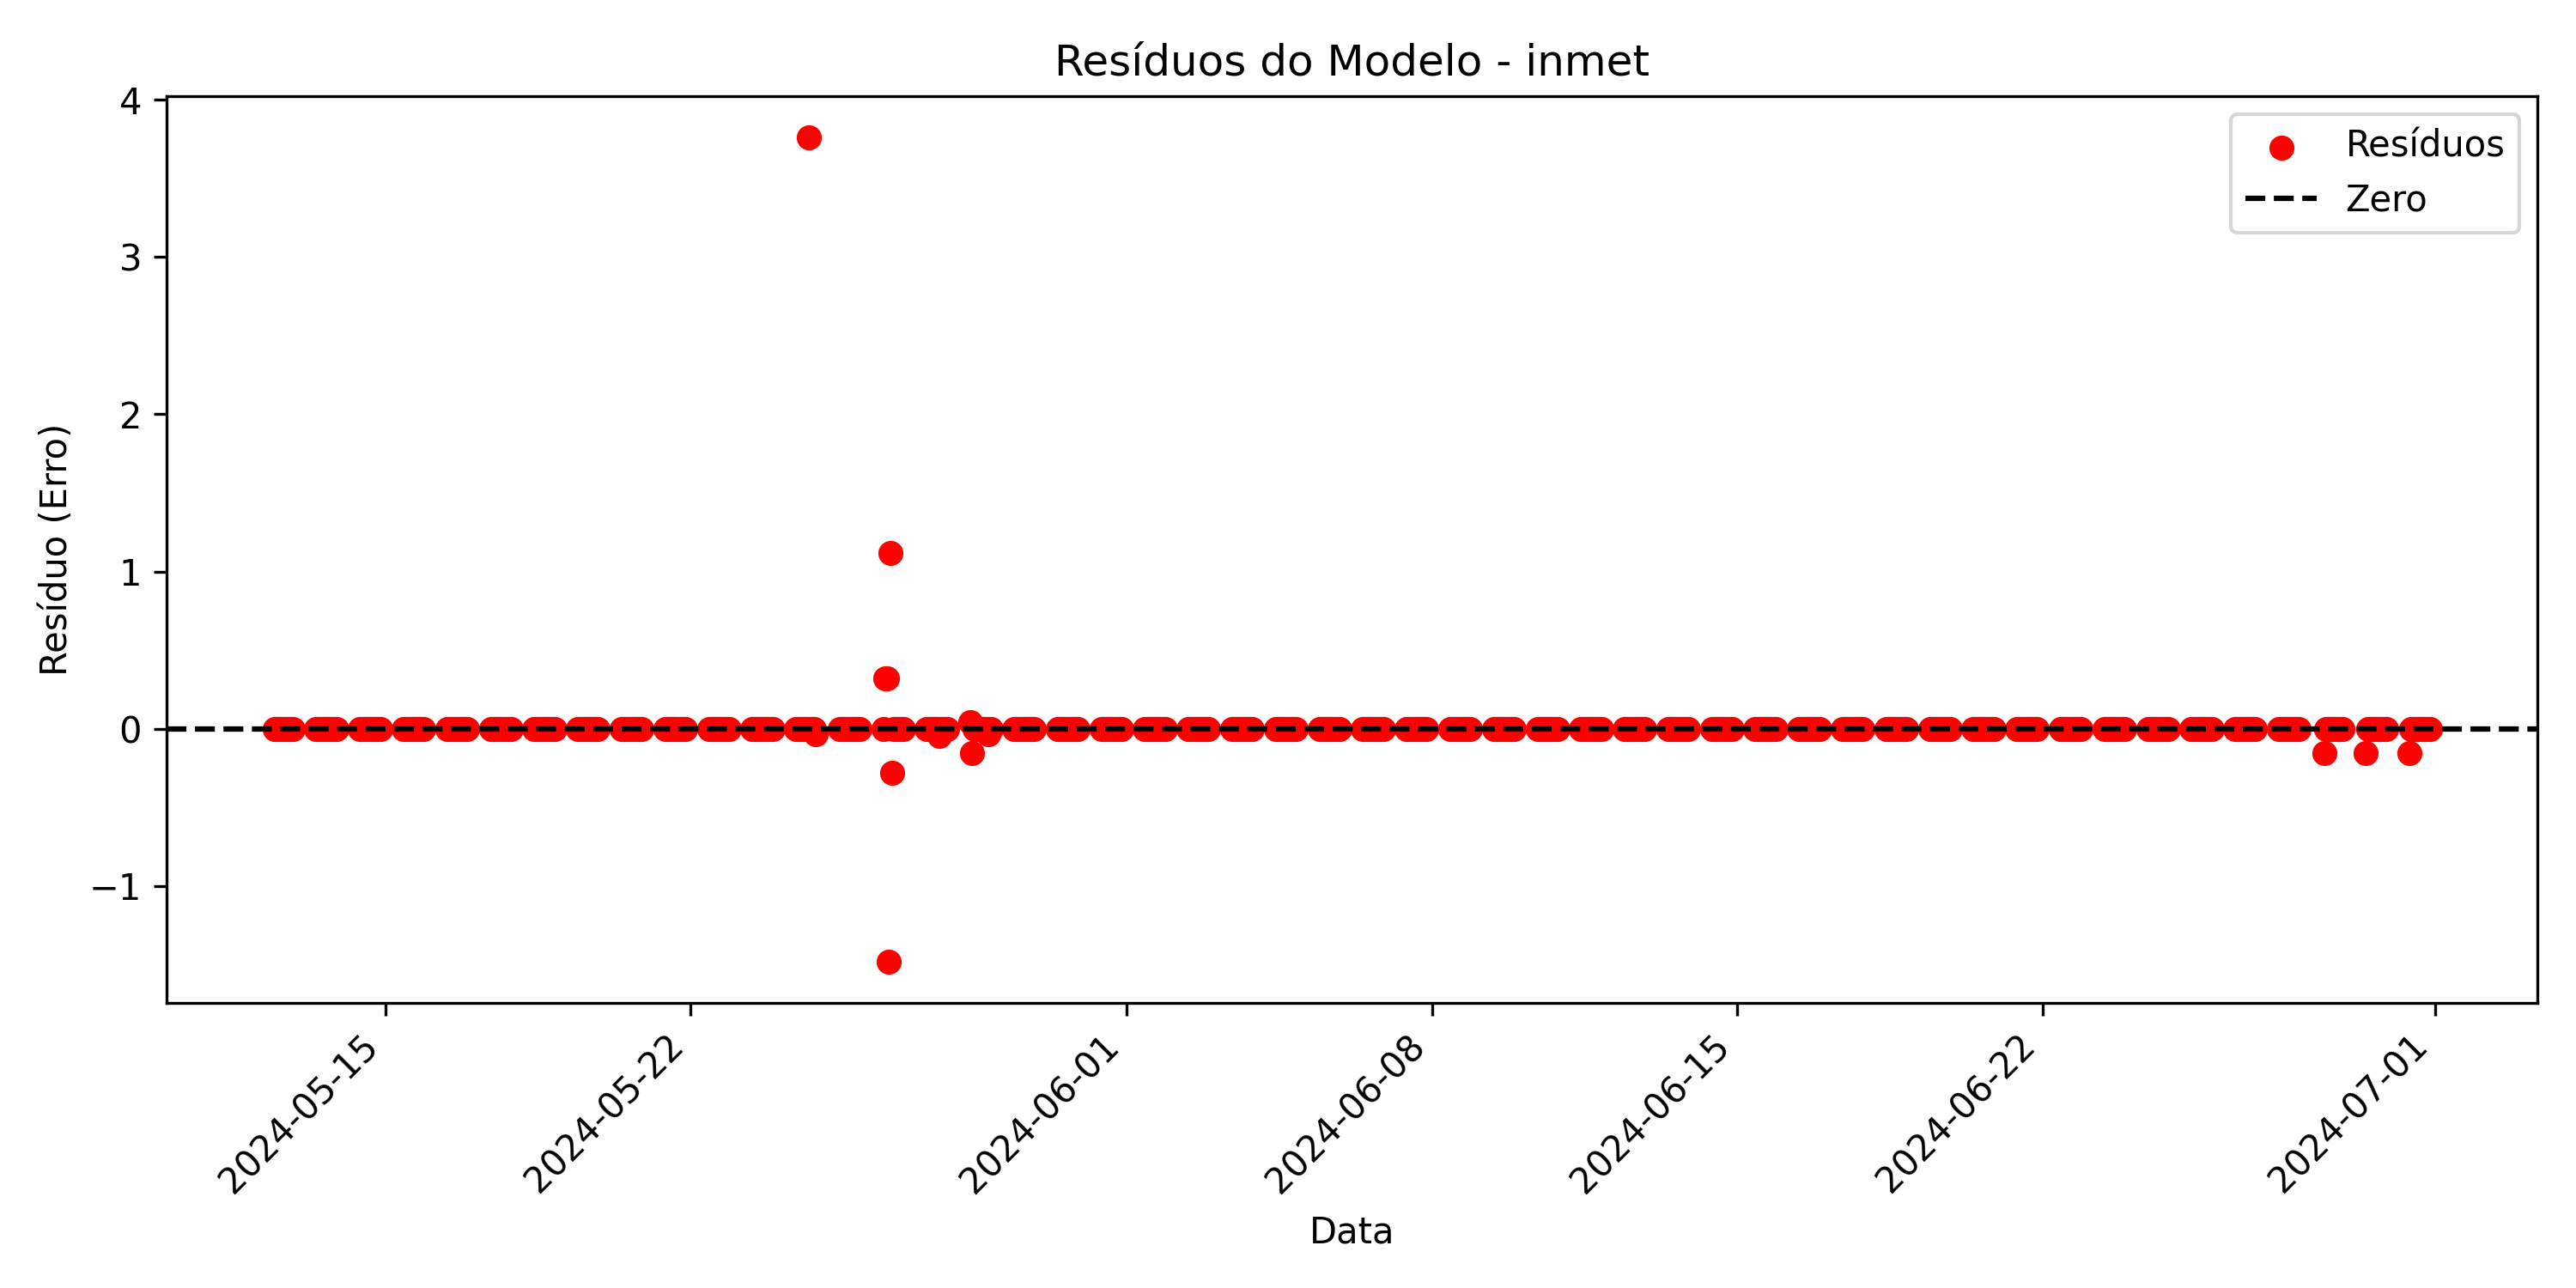 Resíduos do Modelo - inmet
Resíduos
Zero
Resíduo (Erro)
4
3
2
1
0
−1
2024-05-15
2024-05-22
2024-06-01
2024-06-08
2024-06-15
2024-06-22
2024-07-01
Data